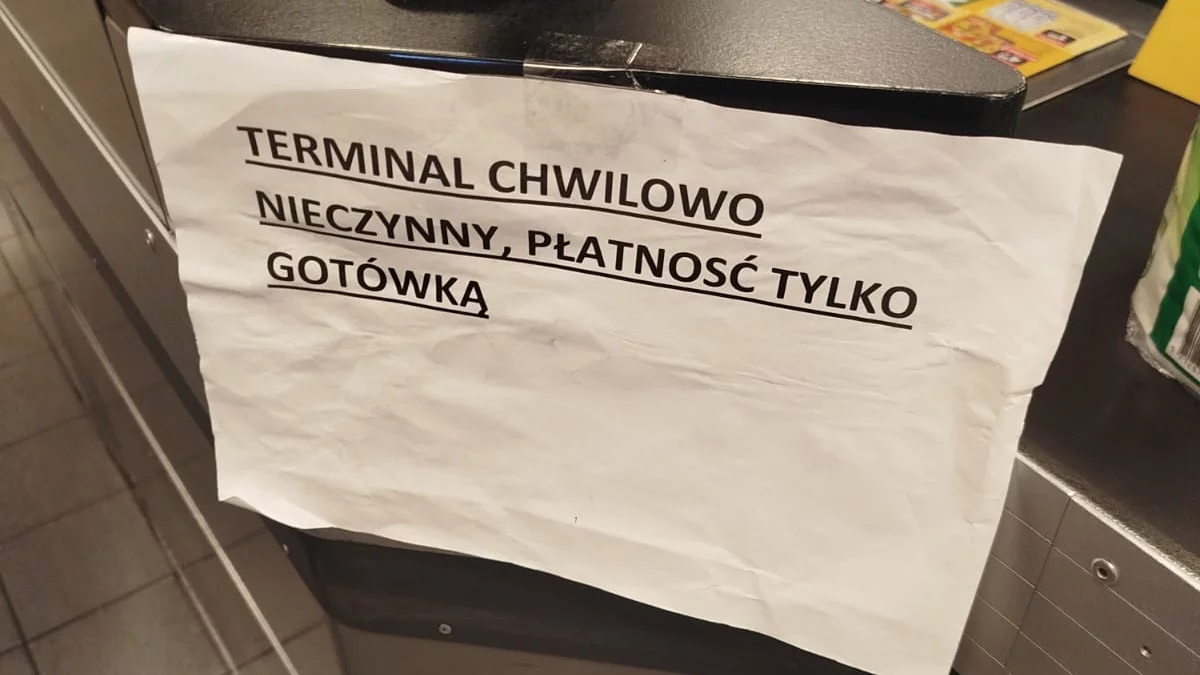 TERMINAL CHWILOWO
NIECZYNNY, PŁATNOSĆ TYLKO
GOTÓWKĄ